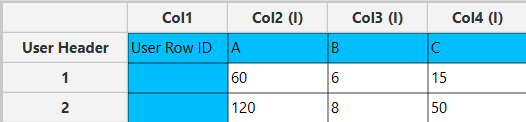 Col1 Col2 (I) Col3 (I) Col4 (I)
User Header User Row ID A B C
1 60 6 15
2 120 8 50